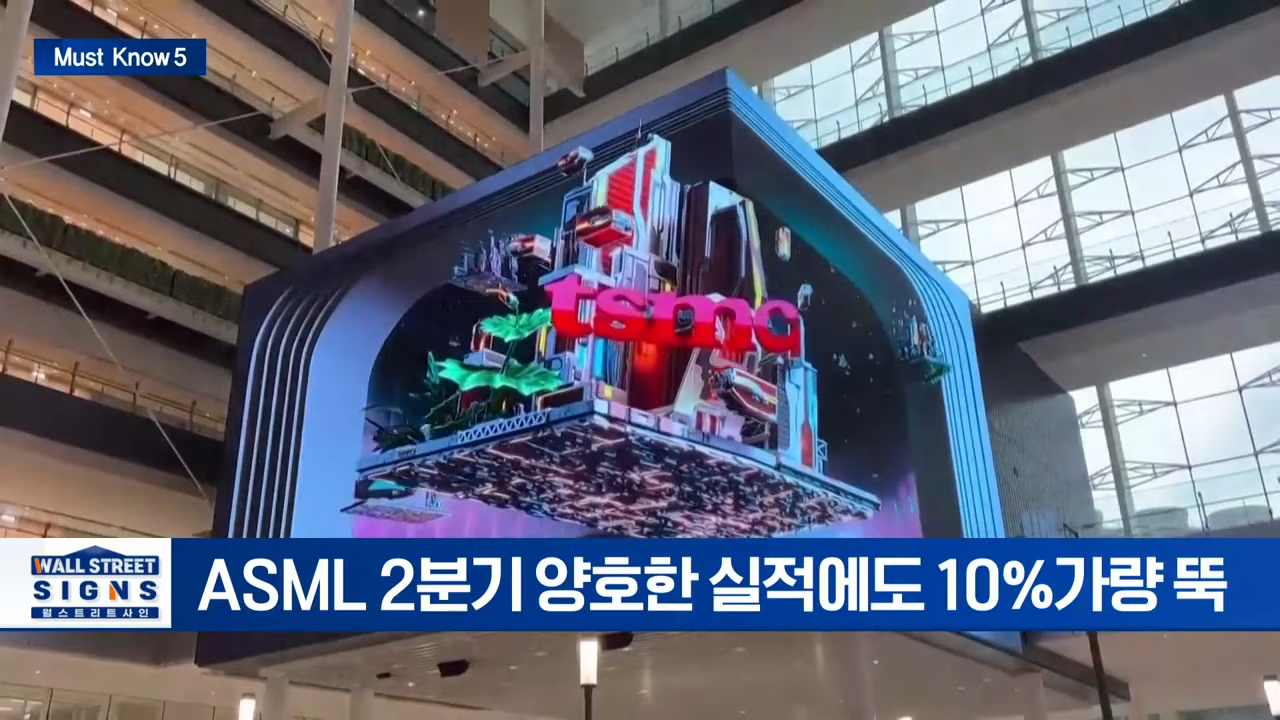 Must Know 5
tsmc
WALL STREET
SIGNS
월스트리트사인
ASML 2분기 양호한 실적에도 10%가량 뚝